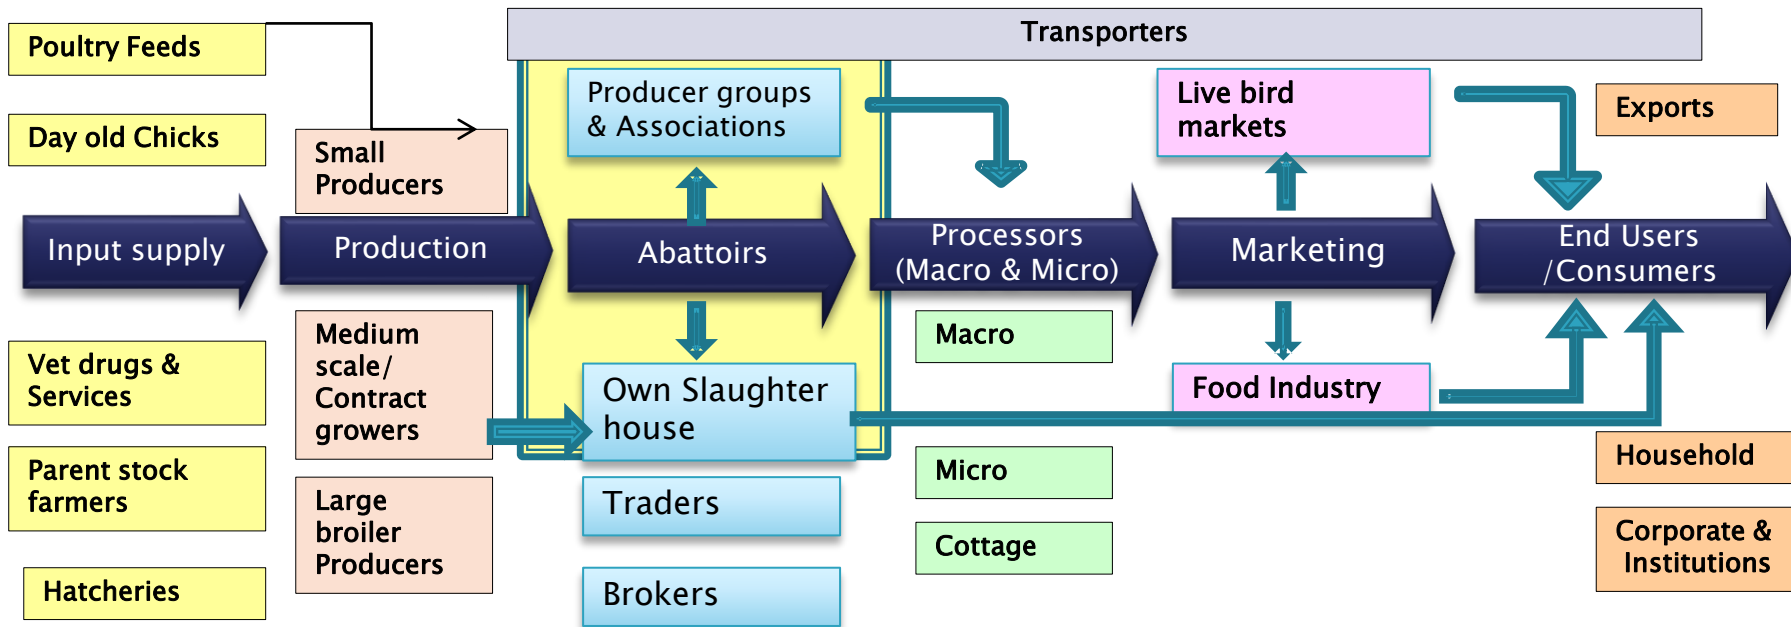 Transporters
Poultry Feeds
Day old Chicks
Input supply
Vet drugs &
Services
Parent stock
farmers
Hatcheries
Small
Producers
Production
Medium
scale/
Contract
growers
Large
broiler
Producers
Producer groups
& Associations
Abattoirs
Own Slaughter
house
Traders
Brokers
Processors
(Macro & Micro)
Macro
Micro
Cottage
Live bird
markets
Marketing
Food Industry
Exports
End Users
/Consumers
Household
Corporate &
Institutions